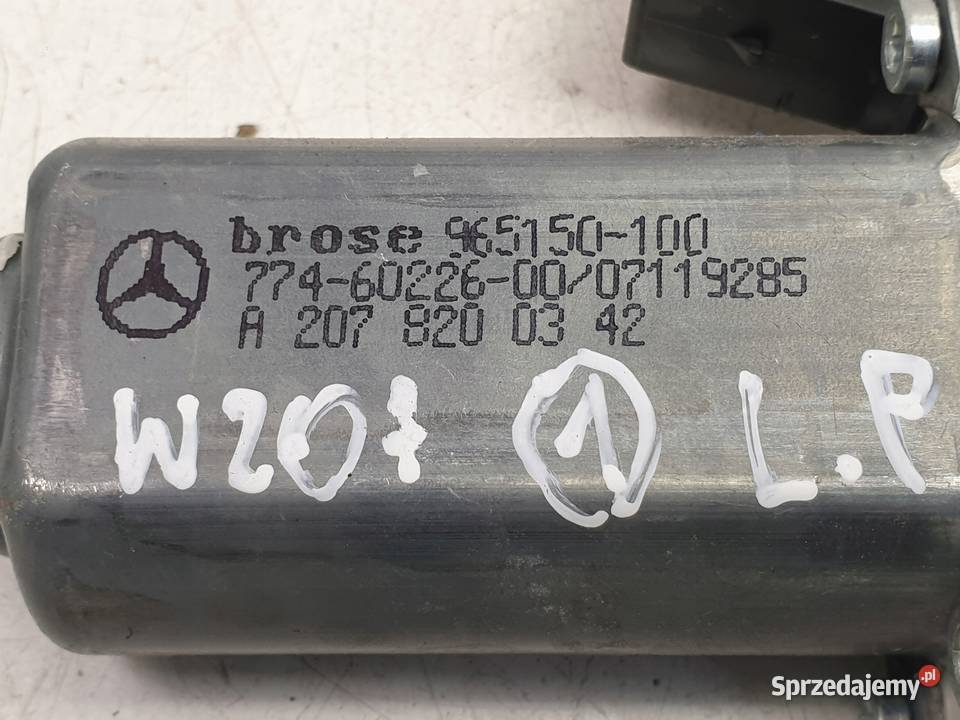 brose 965150-100
774-60226-00/07119285
A 207 820 03 42
W207 1 L.P
Sprzedajemy.pl